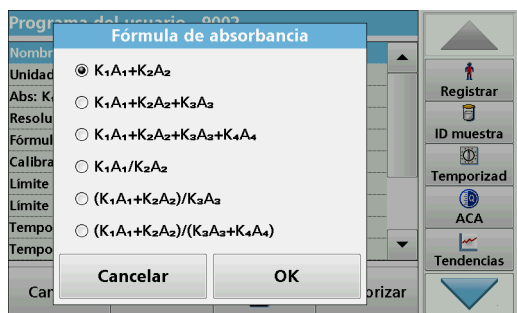 Programa del usuario 9002
Fórmula de absorbancia
Nombr
Unidad
Abs: K₁
Resolu
Fórmul
Calibra
Límite
Límite
Tempo
Tempo
K₁A₁+K₂A₂
K₁A₁+K₂A₂+K₃A₃
K₁A₁+K₂A₂+K₃A₃+K₄A₄
K₁A₁/K₂A₂
(K₁A₁+K₂A₂)/K₃A₃
(K₁A₁+K₂A₂)/(K₃A₃+K₄A₄)
Cancelar
OK
Can
orizar
Registrar
ID muestra
Temporizad
ACA
Tendencias